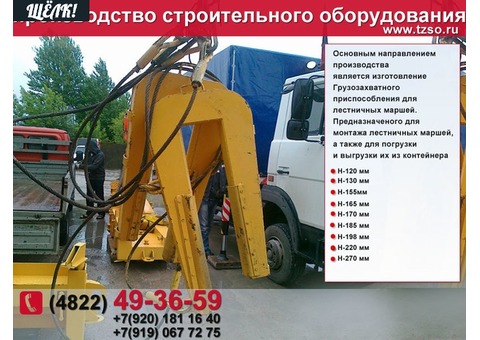 ЩЁЛК!
производство строительного оборудования
www.tzso.ru
Основным направлением
производства
является изготовление
Грузозахватного
приспособления для
лестничных маршей.
Предназначеного для
монтажа лестничных маршей,
а также для погрузки
и выгрузки их из контейнера
Н-120 мм
Н-130 мм
Н-155мм
Н-165 мм
Н-170 мм
Н-185 мм
Н-198 мм
Н-220 мм
Н-270 мм
(4822) 49-36-59
+7(920) 181 16 40
+7(919) 067 72 75